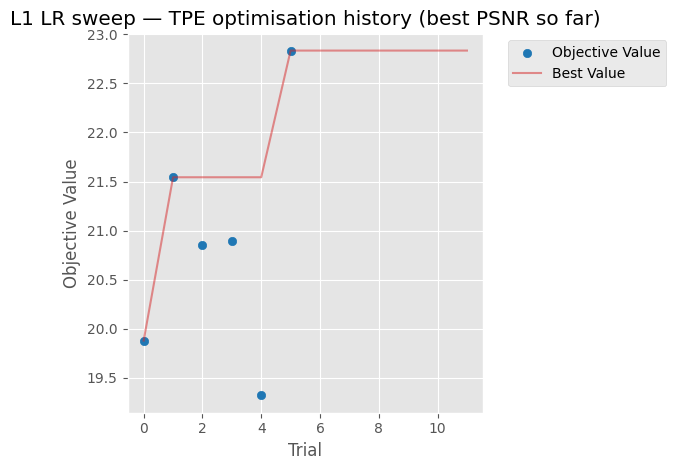 L1 LR sweep — TPE optimisation history (best PSNR so far)
23.0
22.5
22.0
21.5
21.0
20.5
20.0
19.5
Objective Value
0 2 4 6 8 10
Trial
Objective Value
Best Value